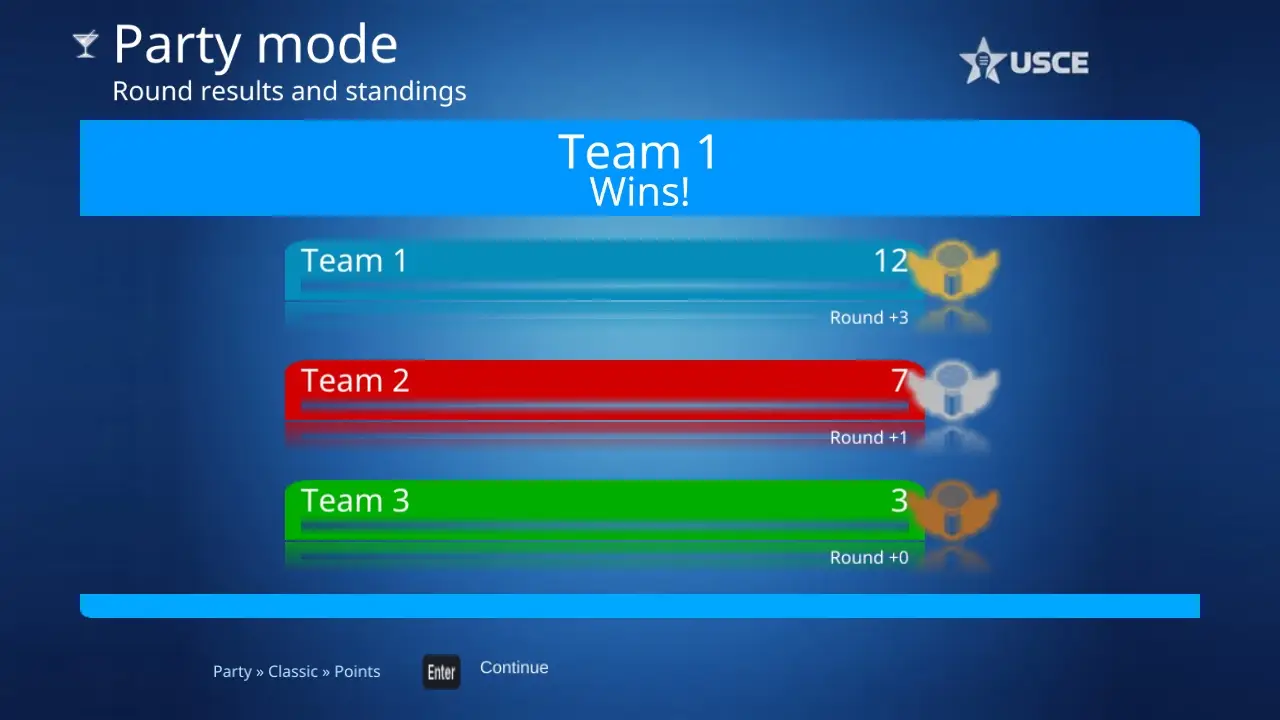 Party mode
Round results and standings
USCE
Team 1
Wins!
Team 1 12
Round +3
Team 2 7
Round +1
Team 3 3
Round +0
Party » Classic » Points
Enter Continue